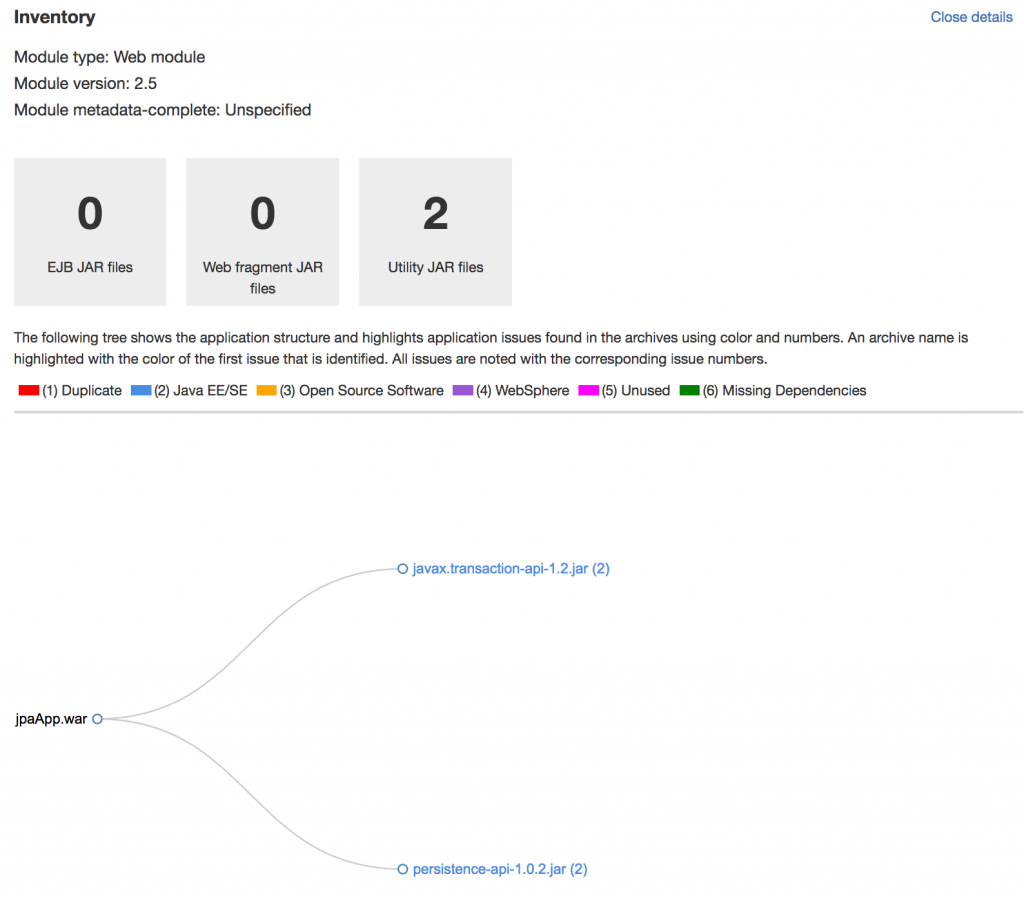 Inventory
Close details
Module type: Web module
Module version: 2.5
Module metadata-complete: Unspecified
0
EJB JAR files
0
Web fragment JAR
files
2
Utility JAR files
The following tree shows the application structure and highlights application issues found in the archives using color and numbers. An archive name is
highlighted with the color of the first issue that is identified. All issues are noted with the corresponding issue numbers.
(1) Duplicate (2) Java EE/SE (3) Open Source Software (4) WebSphere (5) Unused (6) Missing Dependencies
javax.transaction-api-1.2.jar (2)
jpaApp.war
persistence-api-1.0.2.jar (2)